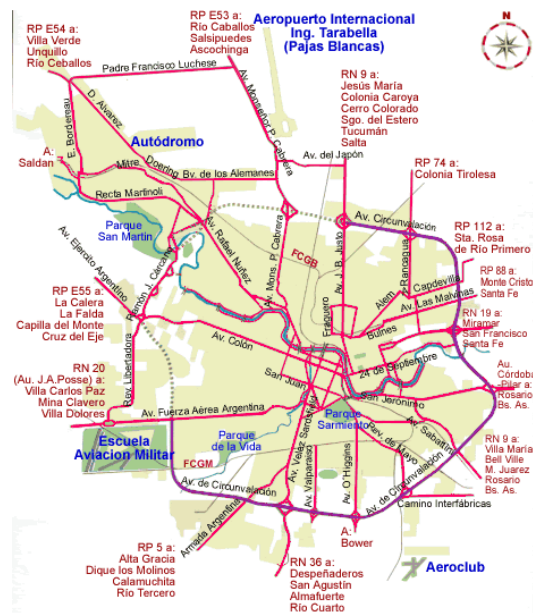 RP E54 a:
Villa Verde
Unquillo
Río Ceballos
RP E53 a:
Río Caballos
Salsipuedes
Ascochinga
Aeropuerto Internacional
Ing. Tarabella
(Pajas Blancas)
N
Padre Francisco Luchese
Av. Monseñor P. Cabrera
RN 9 a:
Jesús María
Colonia Caroya
Cerro Colorado
Sgo. del Estero
Tucumán
Salta
D. Alvarez
E. Bordereau
Autódromo
A:
Saldan
Mitre
Doering
Bv. de los Alemanes
Av. del Japón
RP 74 a:
Colonia Tirolesa
Recta Martinoli
Parque
San Martin
Av. Rafael Nuñez
Av. Circunvalación
RP 112 a:
Sta. Rosa
de Río Primero
Av. Ejercito Argentino
Ramón J. Cárcamo
FCGB
Av. Mons. P. Cabrera
Av. J. B. Justo
Fragueiro
Alem
Rancagua
Capdevilla
Av. Las Malvinas
RP 88 a:
Monte Cristo
Santa Fe
RP E55 a:
La Calera
La Falda
Capilla del Monte
Cruz del Eje
Bulnes
RN 19 a:
Miramar
San Francisco
Santa Fe
Av. Colón
24 de Septiembre
Rev. Libertadora
RN 20
(Au. J.A.Posse) a:
Villa Carlos Paz
Mina Clavero
Villa Dolores
San Juan
San Jeronimo
Au.
Córdoba
-Pilar a:
Rosario
Bs. As.
Av. Fuerza Aérea Argentina
Av. Velez Sarsfield
Parque
Sarmiento
Av. Sabattini
Escuela
Aviacion Militar
Parque
de la Vida
FCGM
Rev. de Mayo
RN 9 a:
Villa Maria
Bell Ville
M. Juarez
Rosario
Bs. As.
Av. de Circunvalación
Av. Valparaiso
Av. O'Higgins
Av. de Circunvalación
Camino Interfábricas
Armada Argentina
A:
Bower
RP 5 a:
Alta Gracia
Dique los Molinos
Calamuchita
Río Tercero
RN 36 a:
Despeñaderos
San Agustín
Almafuerte
Río Cuarto
Aeroclub